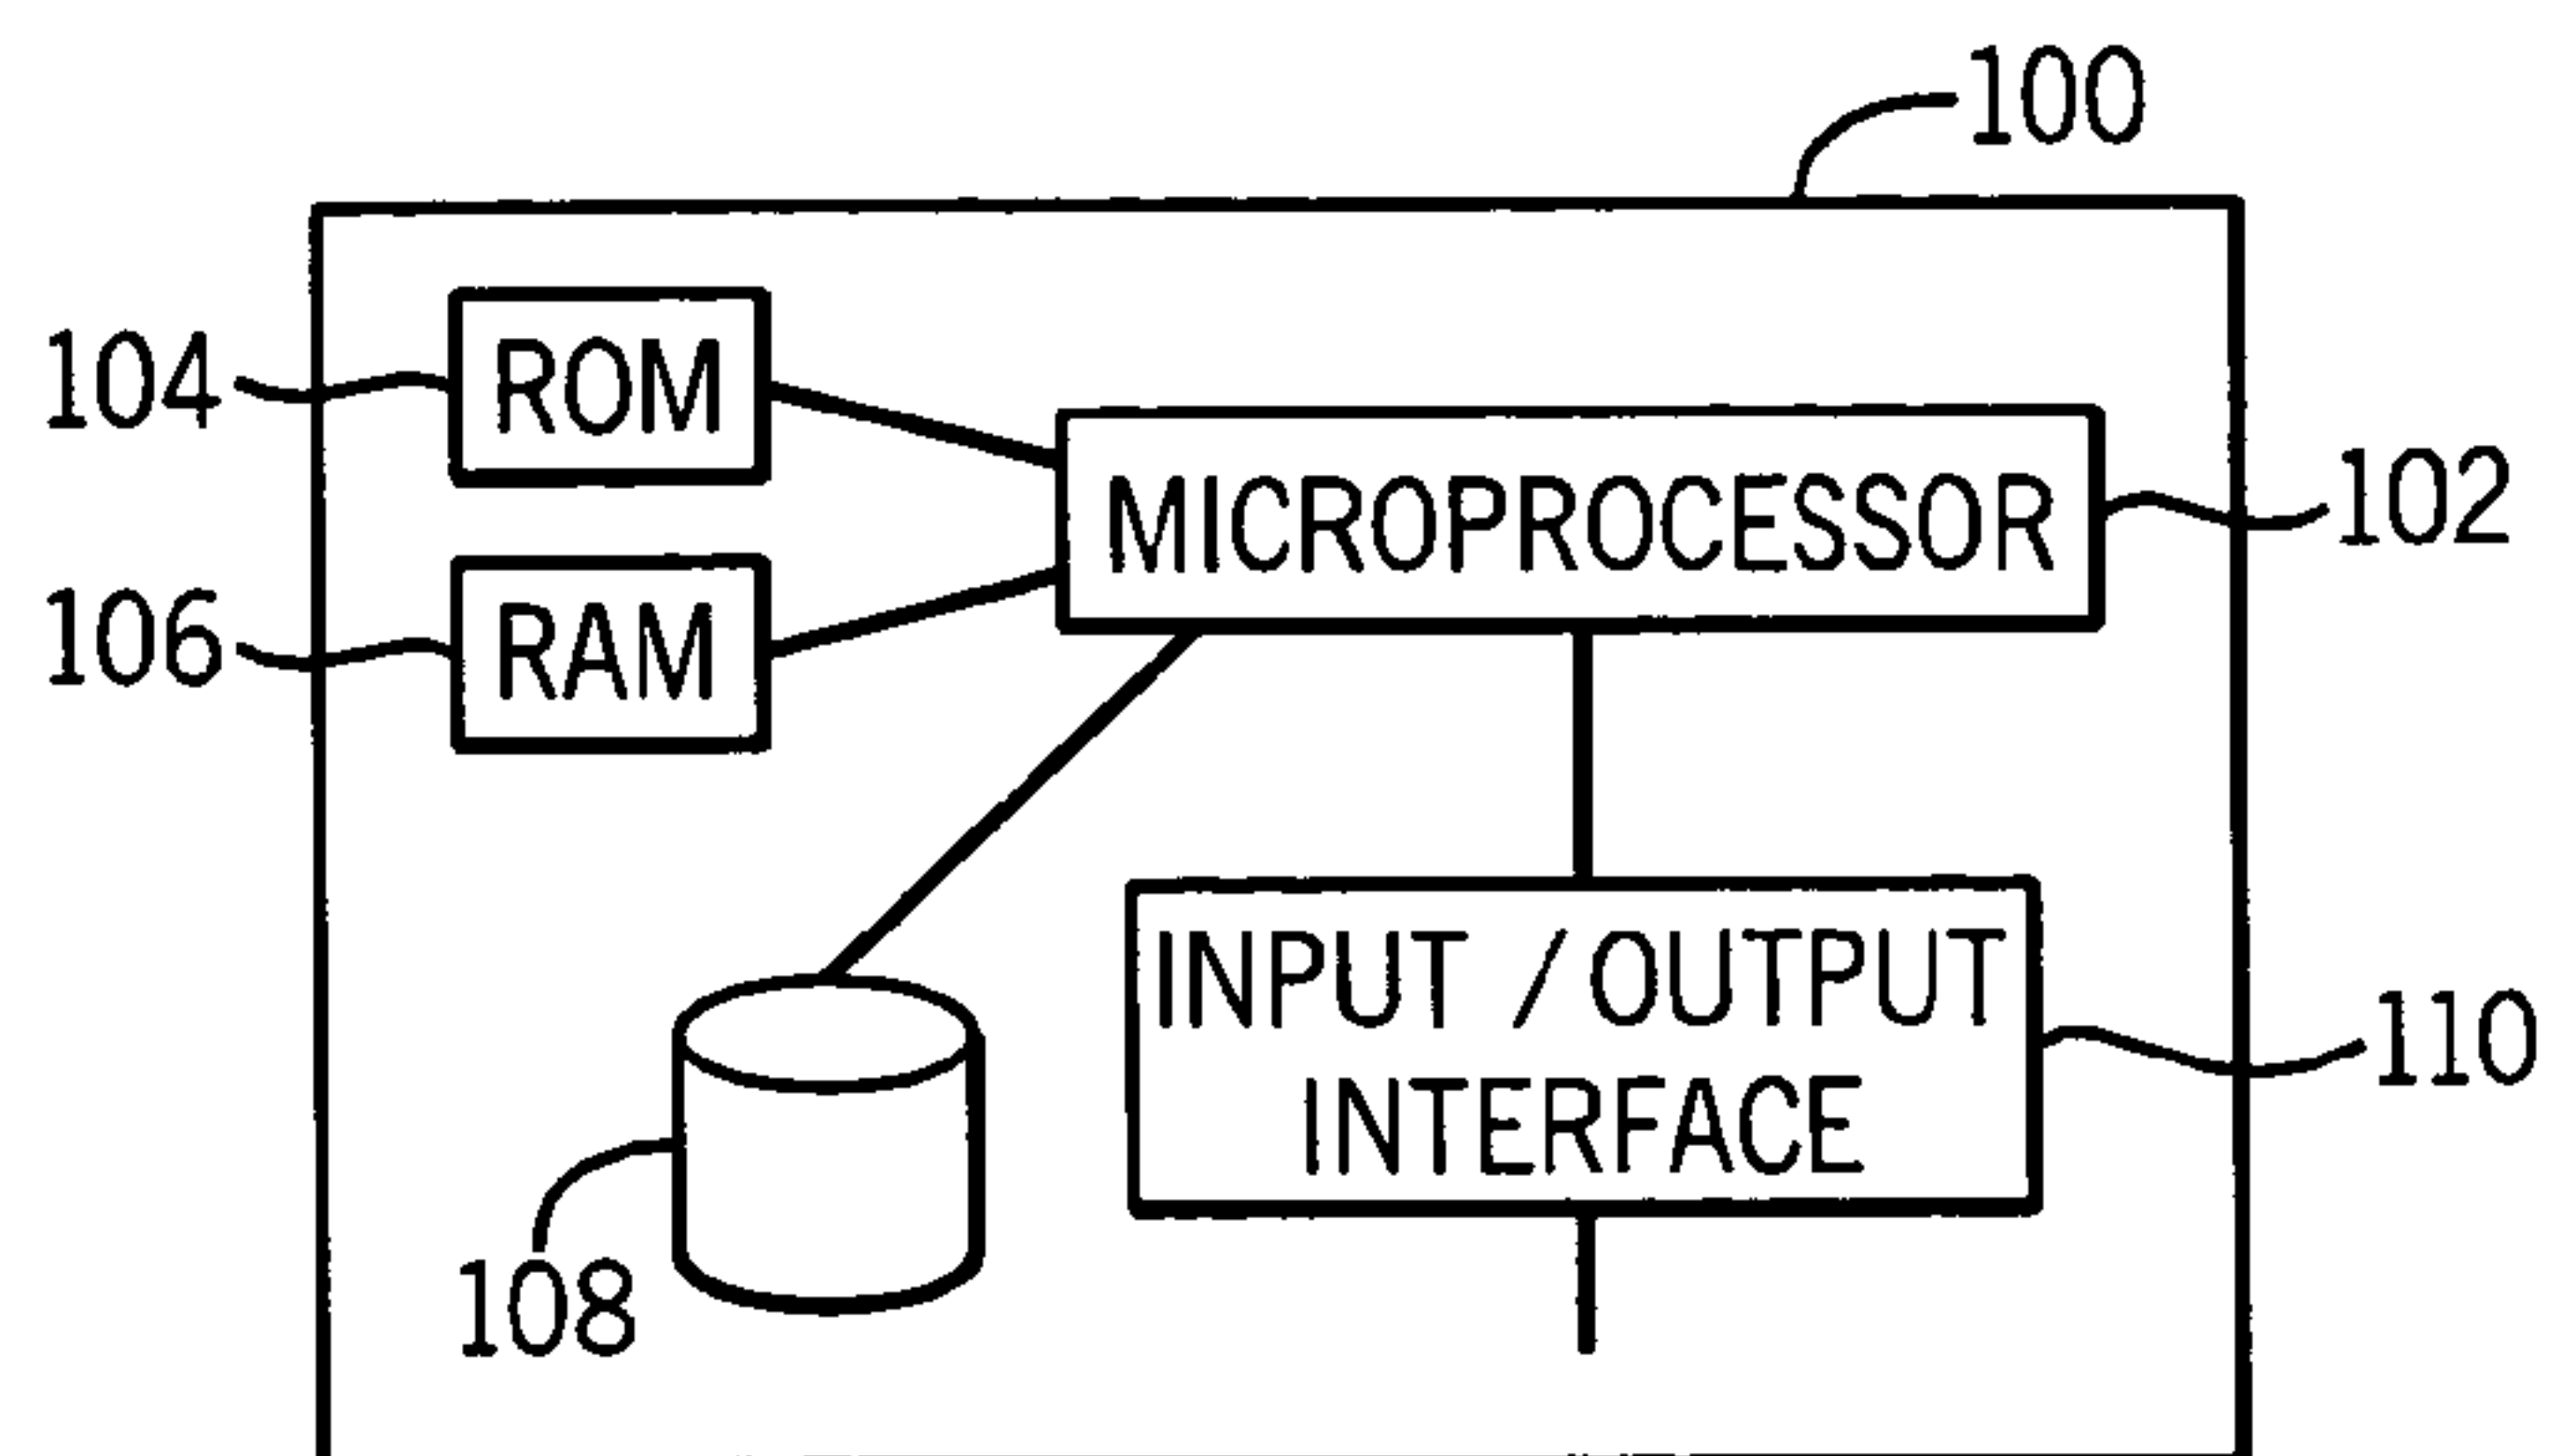 100
104
ROM
MICROPROCESSOR
102
106
RAM
INPUT / OUTPUT
INTERFACE
110
108